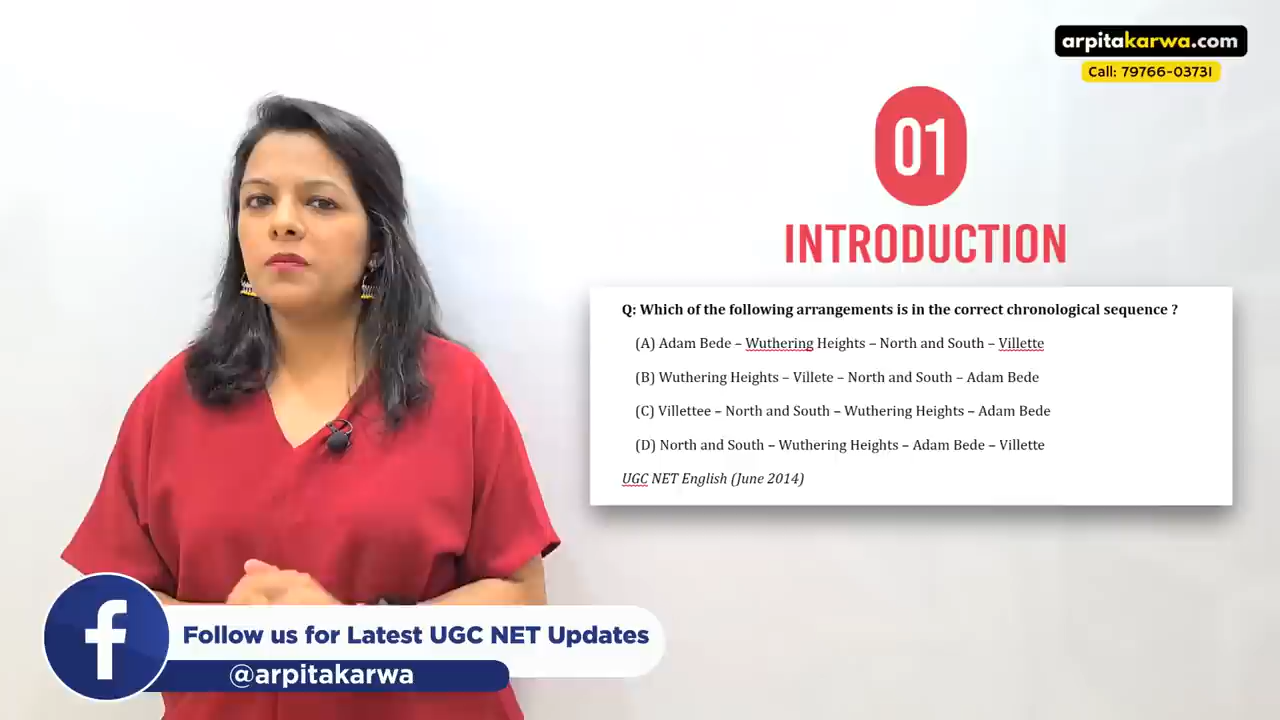 arpitakarwa.com
Call: 79766-03731
01
INTRODUCTION
Q: Which of the following arrangements is in the correct chronological sequence ?
(A) Adam Bede – Wuthering Heights – North and South – Villette
(B) Wuthering Heights – Villete – North and South – Adam Bede
(C) Villettee – North and South – Wuthering Heights – Adam Bede
(D) North and South – Wuthering Heights – Adam Bede – Villette
UGC NET English (June 2014)
f
Follow us for Latest UGC NET Updates
@arpitakarwa